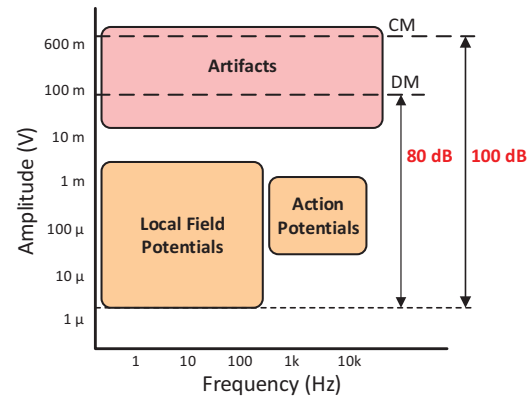 CM
600 m
Artifacts
DM
100 m
10 m
80 dB
100 dB
1 m
Action
Potentials
Local Field
Potentials
100 µ
10 µ
1 µ
Amplitude (V)
1
10
100
1k
10k
Frequency (Hz)